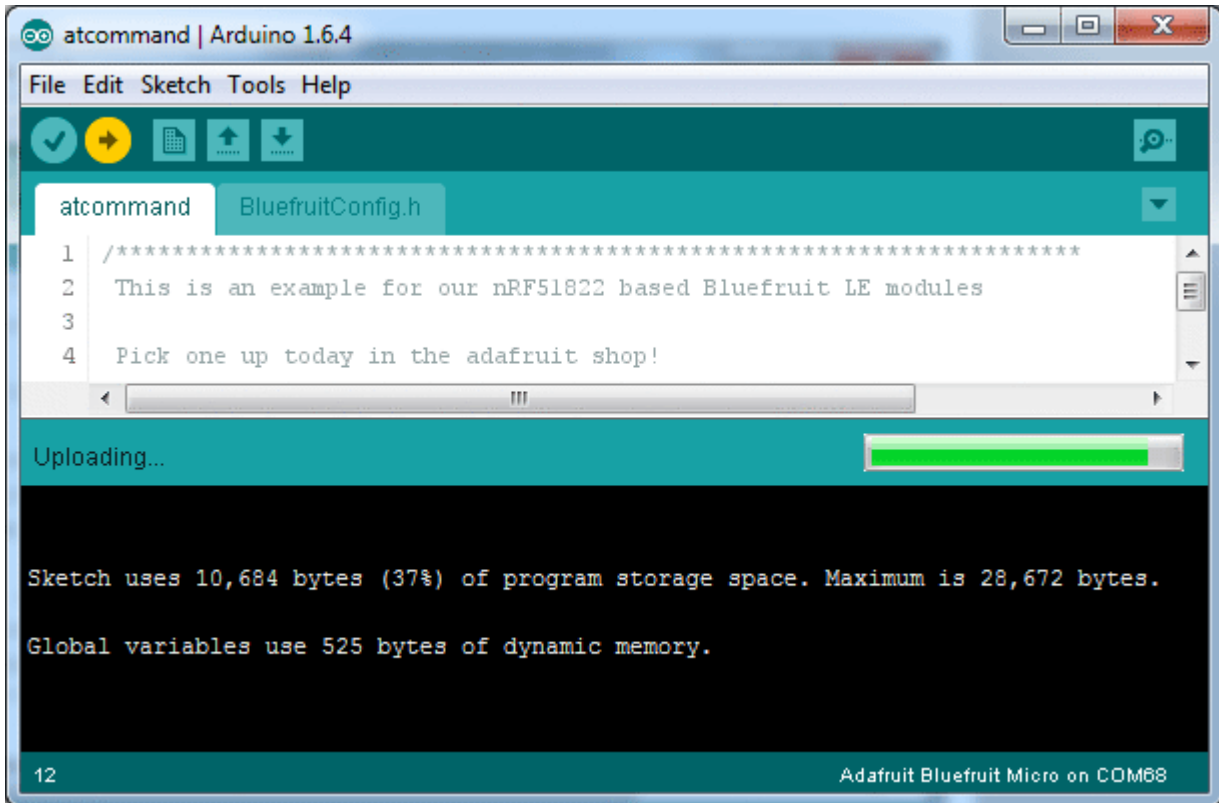 atcommand | Arduino 1.6.4
File Edit Sketch Tools Help
atcommand BluefruitConfig.h
1 /*********************************************************************
2 This is an example for our nRF51822 based Bluefruit LE modules
3
4 Pick one up today in the adafruit shop!
Uploading...
Sketch uses 10,684 bytes (37%) of program storage space. Maximum is 28,672 bytes.
Global variables use 525 bytes of dynamic memory.
12 Adafruit Bluefruit Micro on COM68